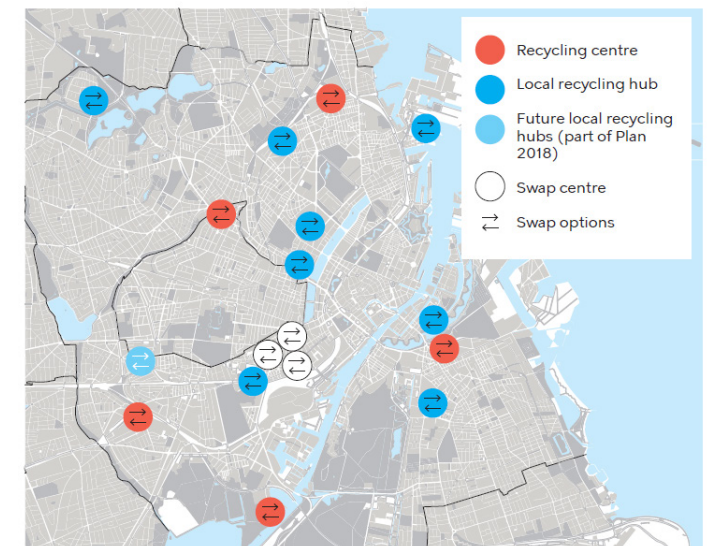 Recycling centre
Local recycling hub
Future local recycling
hubs (part of Plan
2018)
Swap centre
Swap options